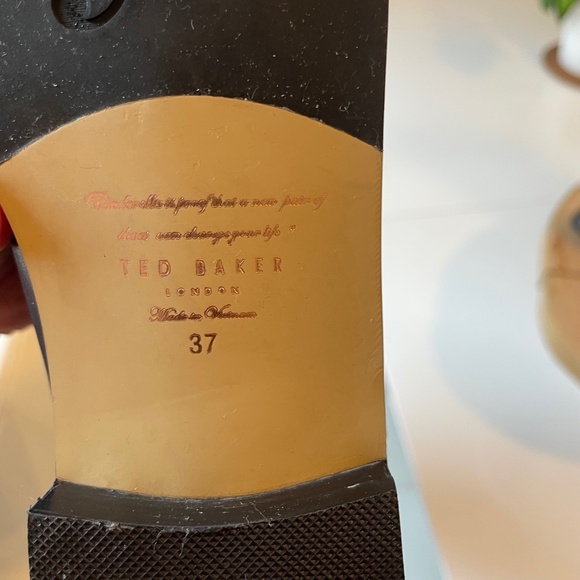 "Cinderella is proof that a new pair of
shoes can change your life"
TED BAKER
LONDON
Made in Vietnam
37